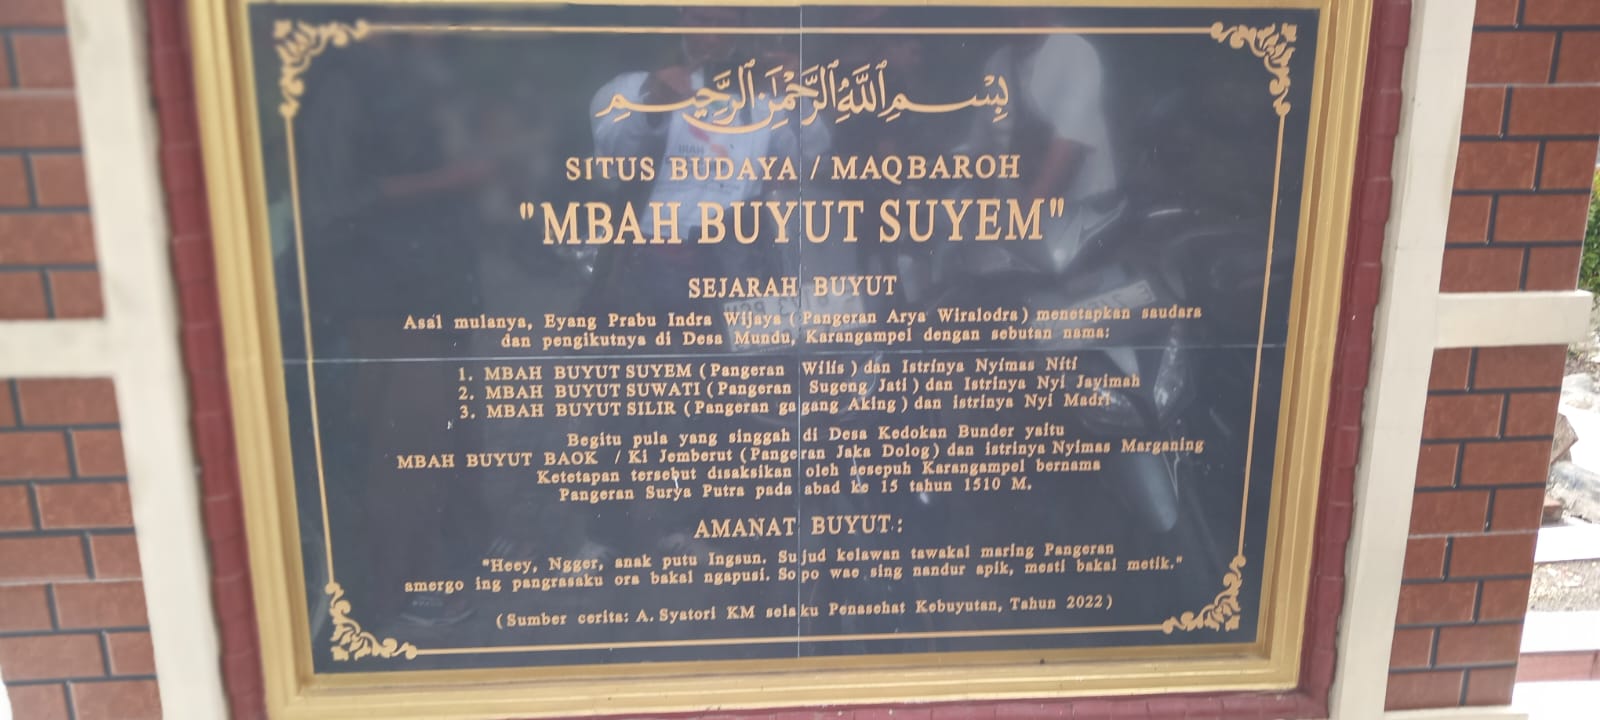 بِسْمِ اللَّهِ الرَّحْمَٰنِ الرَّحِيمِ
SITUS BUDAYA / MAQBAROH
"MBAH BUYUT SUYEM"
SEJARAH BUYUT
Asal mulanya, Eyang Prabu Indra Wijaya ( Pangeran Arya Wiralodra ) menetapkan saudara
dan pengikutnya di Desa Mundu, Karangampel dengan sebutan nama:
1. MBAH BUYUT SUYEM ( Pangeran Wilis ) dan Istrinya Nyimas Niti
2. MBAH BUYUT SUWATI ( Pangeran Sugeng Jati ) dan Istrinya Nyi Jayimah
3. MBAH BUYUT SILIR ( Pangeran gagang Aking ) dan istrinya Nyi Madri
Begitu pula yang singgah di Desa Kedokan Bunder yaitu
MBAH BUYUT BAOK / Ki Jemberut ( Pangeran Jaka Dolog ) dan istrinya Nyimas Marganing
Ketetapan tersebut disaksikan oleh sesepuh Karangampel bernama
Pangeran Surya Putra pada abad ke 15 tahun 1510 M.
AMANAT BUYUT :
"Heey, Ngger, anak putu Ingsun. Sujud kelawan tawakal maring Pangeran
amergo ing pangrasaku ora bakal ngapusi. Sopo wae sing nandur apik, mesti bakal metik."
( Sumber cerita: A. Syatori KM selaku Penasehat Kebuyutan, Tahun 2022 )